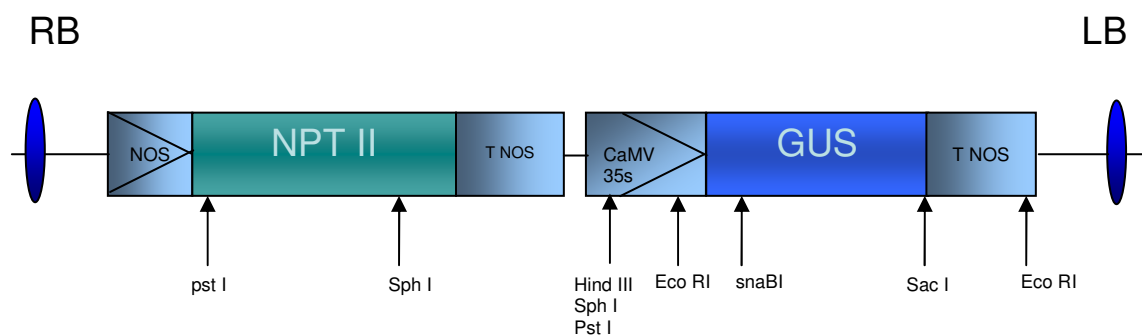 RB
LB
NOS
NPT II
T NOS
CaMV
35s
GUS
T NOS
pst I
Sph I
Hind III
Sph I
Pst I
Eco RI
snaBI
Sac I
Eco RI